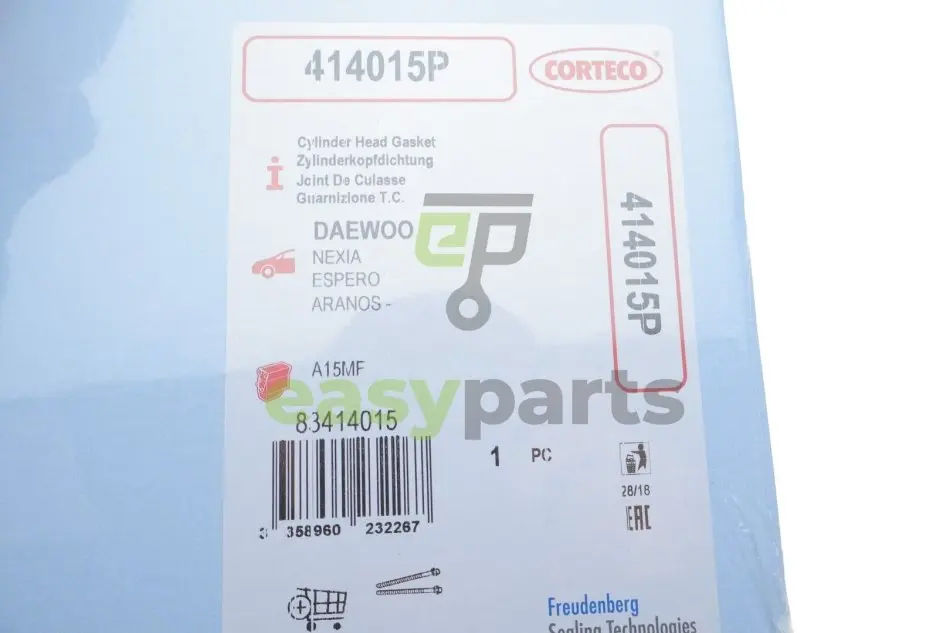 414015P
CORTECO
®
Cylinder Head Gasket
Zylinderkopfdichtung
Joint De Culasse
Guarnizione T.C.
DAEWOO
NEXIA
ESPERO
ARANOS -
ep
414015P
A15MF
easyparts
83414015
1 PC
3 358960 232267
28/18
EAC
Freudenberg
Sealing Technologies